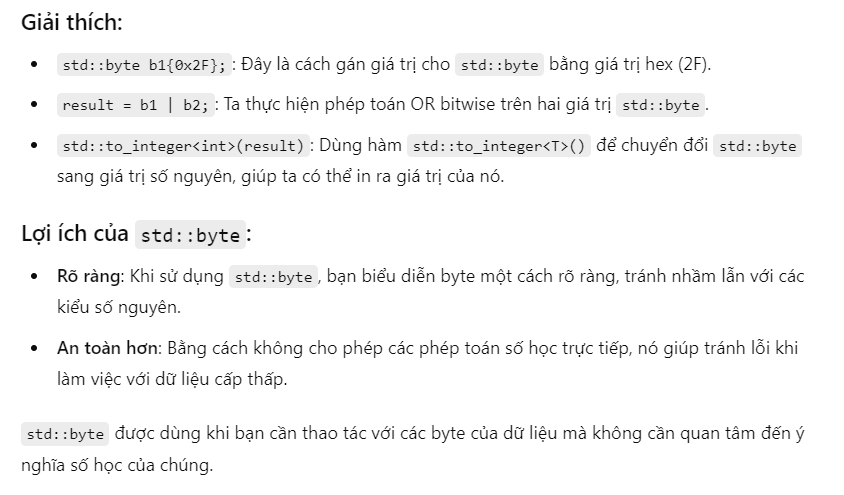 Giải thích:
std::byte b1{0x2F}; : Đây là cách gán giá trị cho std::byte bằng giá trị hex (2F).
result = b1 | b2; : Ta thực hiện phép toán OR bitwise trên hai giá trị std::byte .
std::to_integer<int>(result) : Dùng hàm std::to_integer<T>() để chuyển đổi std::byte
sang giá trị số nguyên, giúp ta có thể in ra giá trị của nó.
Lợi ích của std::byte :
Rõ ràng: Khi sử dụng std::byte , bạn biểu diễn byte một cách rõ ràng, tránh nhầm lẫn với các
kiểu số nguyên.
An toàn hơn: Bằng cách không cho phép các phép toán số học trực tiếp, nó giúp tránh lỗi khi
làm việc với dữ liệu cấp thấp.
std::byte được dùng khi bạn cần thao tác với các byte của dữ liệu mà không cần quan tâm đến ý
nghĩa số học của chúng.